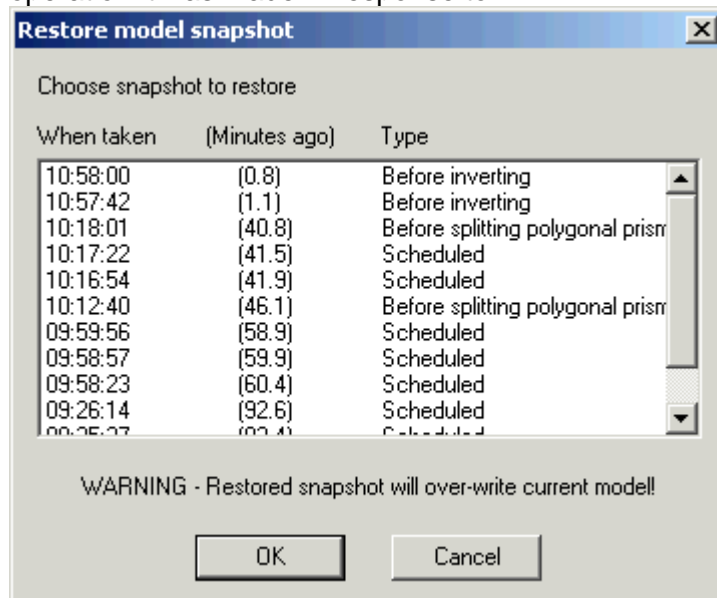 Restore model snapshot
Choose snapshot to restore
When taken (Minutes ago) Type
10:58:00 (0.8) Before inverting
10:57:42 (1.1) Before inverting
10:18:01 (40.8) Before splitting polygonal prism
10:17:22 (41.5) Scheduled
10:16:54 (41.9) Scheduled
10:12:40 (46.1) Before splitting polygonal prism
09:59:56 (58.9) Scheduled
09:58:57 (59.9) Scheduled
09:58:23 (60.4) Scheduled
09:26:14 (92.6) Scheduled
WARNING - Restored snapshot will over-write current model!
OK Cancel